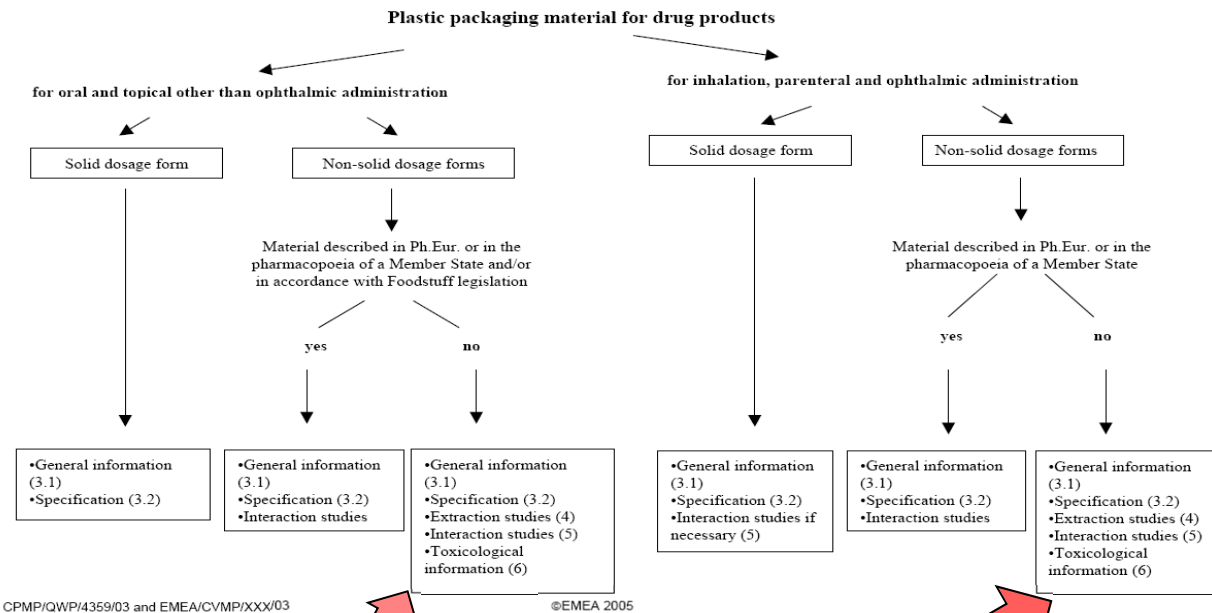 Plastic packaging material for drug products
for oral and topical other than ophthalmic administration
for inhalation, parenteral and ophthalmic administration
Solid dosage form
Non-solid dosage forms
Solid dosage form
Non-solid dosage forms
Material described in Ph.Eur. or in the
pharmacopoeia of a Member State and/or
in accordance with Foodstuff legislation
Material described in Ph.Eur. or in the
pharmacopoeia of a Member State
yes
no
yes
no
•General information
(3.1)
•Specification (3.2)
•General information
(3.1)
•Specification (3.2)
•Interaction studies
•General information
(3.1)
•Specification (3.2)
•Extraction studies (4)
•Interaction studies (5)
•Toxicological
information (6)
•General information
(3.1)
•Specification (3.2)
•Interaction studies if
necessary (5)
•General information
(3.1)
•Specification (3.2)
•Interaction studies
•General information
(3.1)
•Specification (3.2)
•Extraction studies (4)
•Interaction studies (5)
•Toxicological
information (6)
CPMP/QWP/4359/03 and EMEA/CVMP/XXX/03
©EMEA 2005